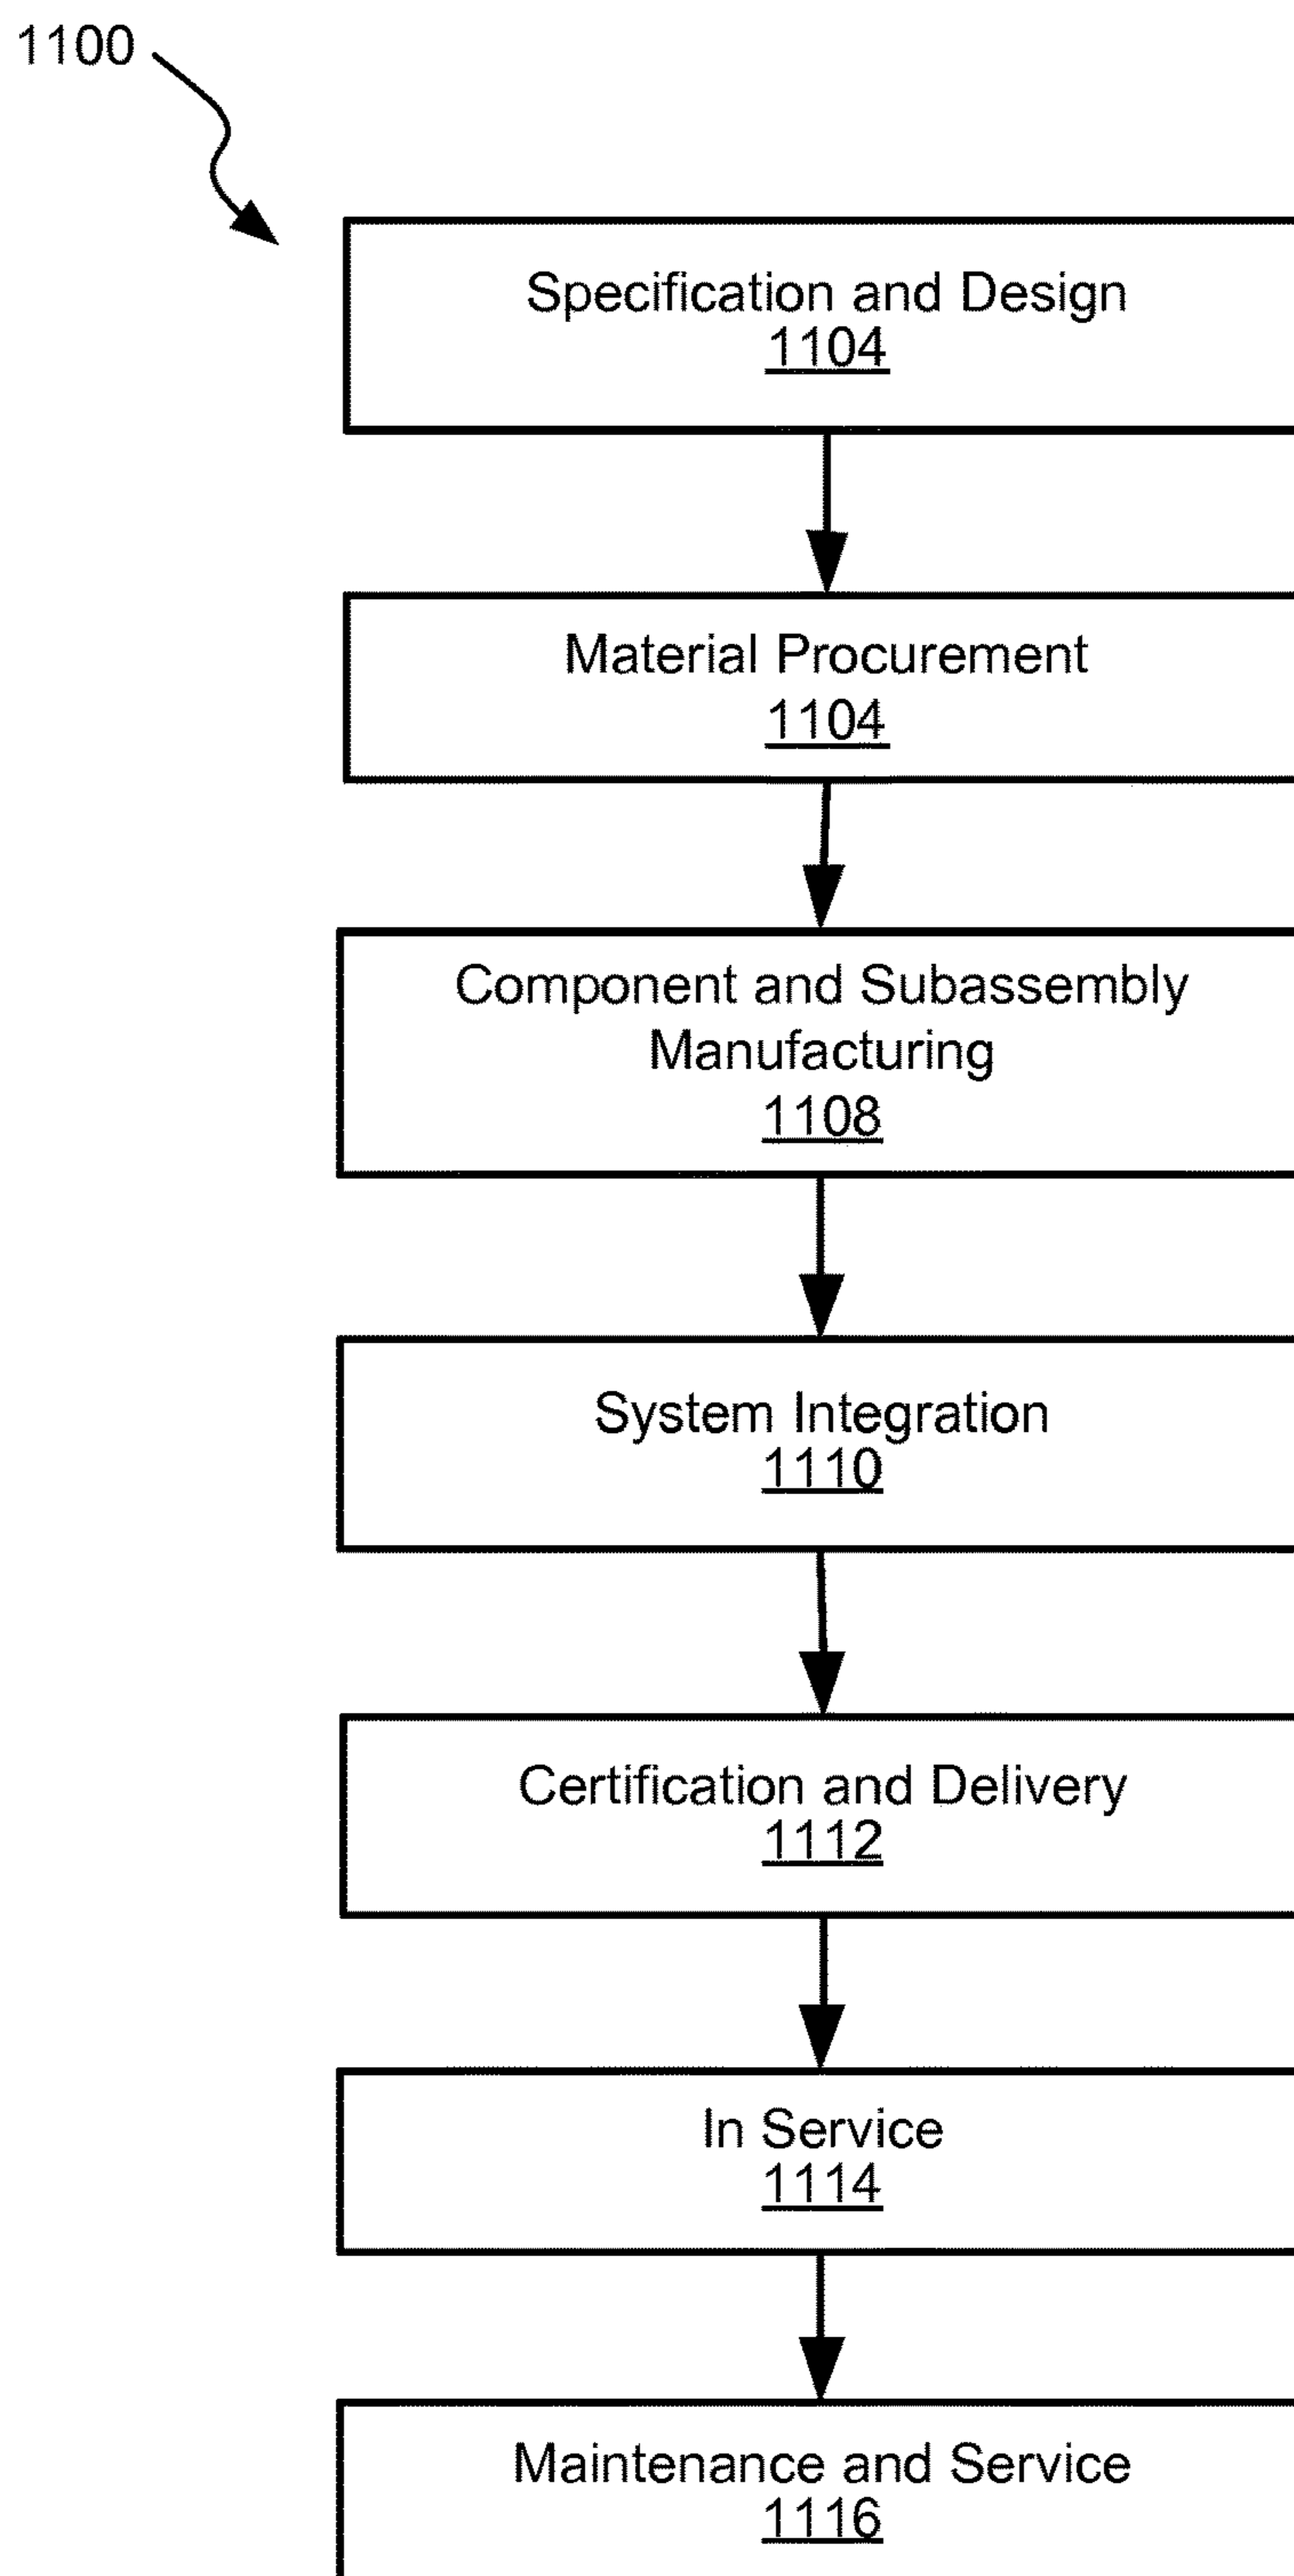 1100
Specification and Design
1104
Material Procurement
1104
Component and Subassembly
Manufacturing
1108
System Integration
1110
Certification and Delivery
1112
In Service
1114
Maintenance and Service
1116